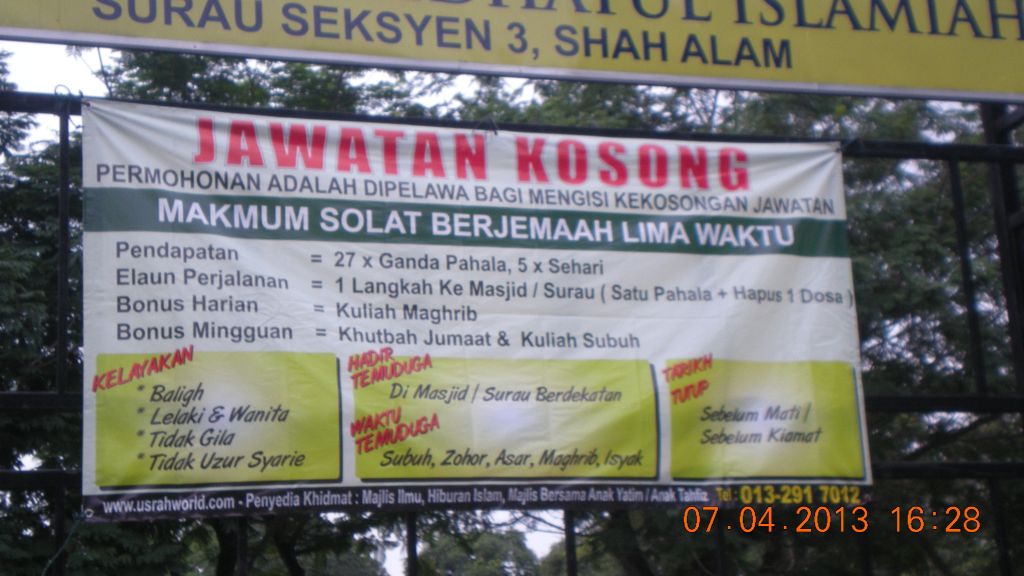 ISLAMIAH
SURAU SEKSYEN 3, SHAH ALAM
JAWATAN KOSONG
PERMOHONAN ADALAH DIPELAWA BAGI MENGISI KEKOSONGAN JAWATAN
MAKMUM SOLAT BERJEMAAH LIMA WAKTU
Pendapatan = 27 x Ganda Pahala, 5 x Sehari
Elaun Perjalanan = 1 Langkah Ke Masjid / Surau ( Satu Pahala + Hapus 1 Dosa )
Bonus Harian = Kuliah Maghrib
Bonus Mingguan = Khutbah Jumaat & Kuliah Subuh
KELAYAKAN
* Baligh
* Lelaki & Wanita
* Tidak Gila
* Tidak Uzur Syarie
HADIR
TEMUDUGA
Di Masjid / Surau Berdekatan
WAKTU
TEMUDUGA
Subuh, Zohor, Asar, Maghrib, Isyak
TARIKH
TUTUP
Sebelum Mati /
Sebelum Kiamat
www.usrahworld.com - Penyedia Khidmat : Majlis Ilmu, Hiburan Islam, Majlis Bersama Anak Yatim / Anak Tahfiz Tel : 013-291 7012
07.04.2013 16:28